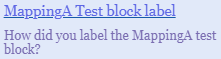 MappingA Test block label
How did you label the MappingA test
block?